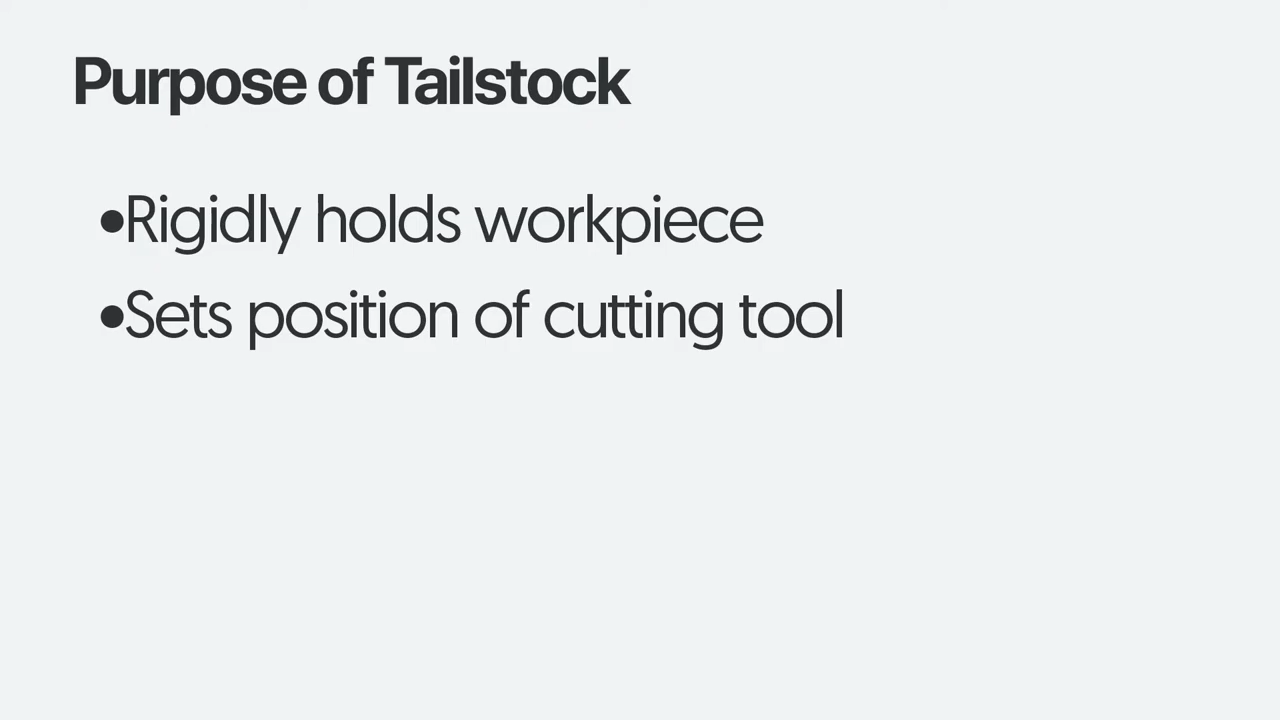 Purpose of Tailstock
•Rigidly holds workpiece
•Sets position of cutting tool